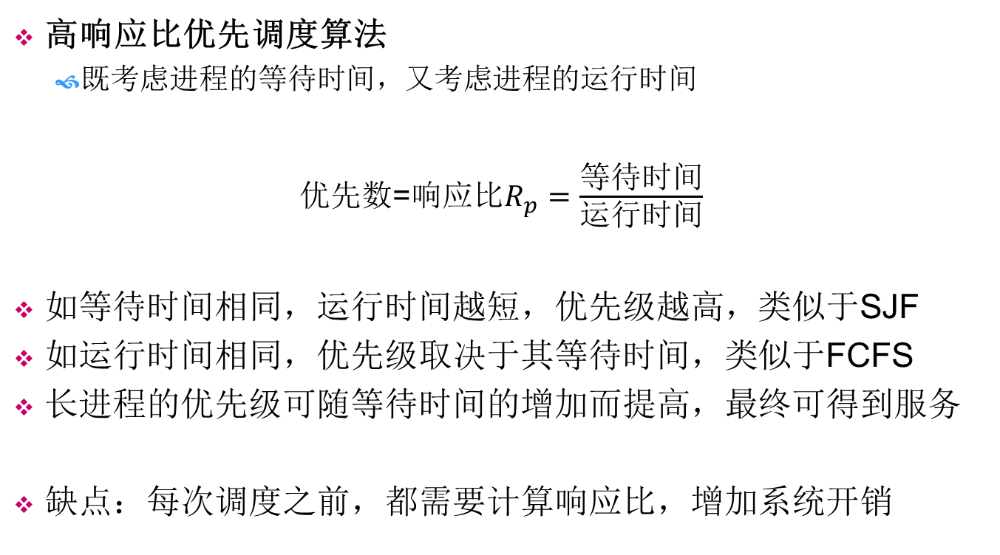 高响应比优先调度算法
既考虑进程的等待时间，又考虑进程的运行时间
优先数=响应比Rₚ = 等待时间/运行时间
如等待时间相同，运行时间越短，优先级越高，类似于SJF
如运行时间相同，优先级取决于其等待时间，类似于FCFS
长进程的优先级可随等待时间的增加而提高，最终可得到服务
缺点：每次调度之前，都需要计算响应比，增加系统开销